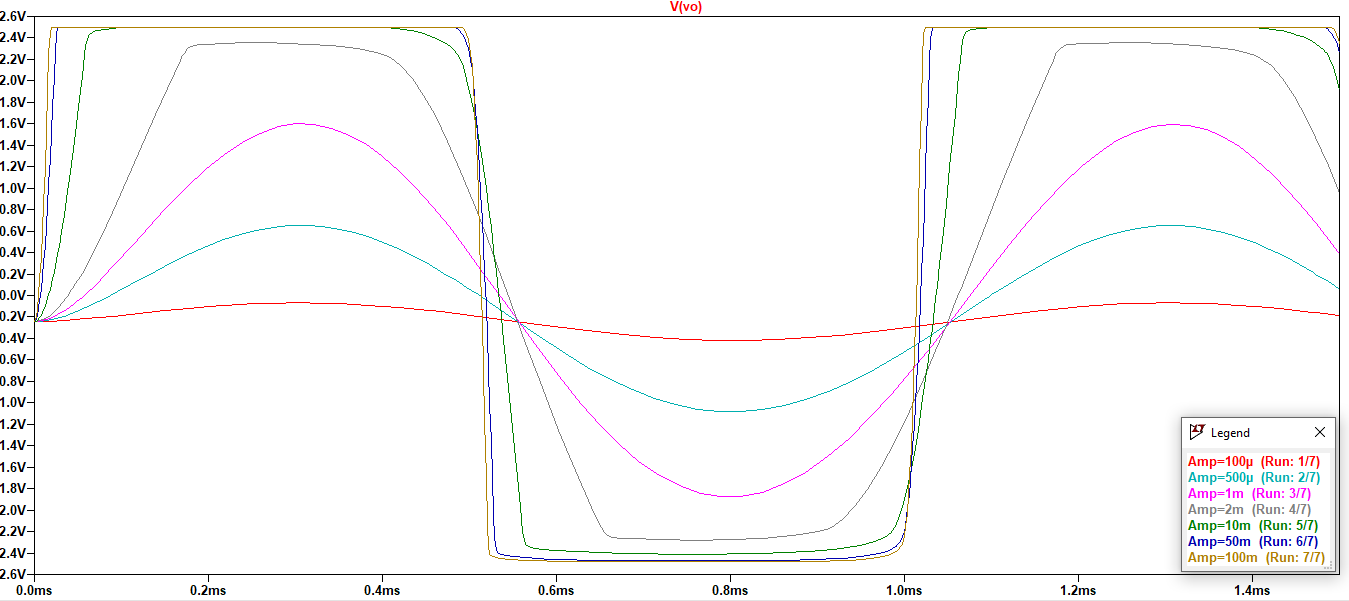 V(vo)
2.6V
2.4V
2.2V
2.0V
1.8V
1.6V
1.4V
1.2V
1.0V
0.8V
0.6V
0.4V
0.2V
0.0V
0.2V
0.4V
0.6V
0.8V
1.0V
1.2V
1.4V
1.6V
1.8V
2.0V
2.2V
2.4V
2.6V
0.0ms 0.2ms 0.4ms 0.6ms 0.8ms 1.0ms 1.2ms 1.4ms
Legend
Amp=100µ (Run: 1/7)
Amp=500µ (Run: 2/7)
Amp=1m (Run: 3/7)
Amp=2m (Run: 4/7)
Amp=10m (Run: 5/7)
Amp=50m (Run: 6/7)
Amp=100m (Run: 7/7)